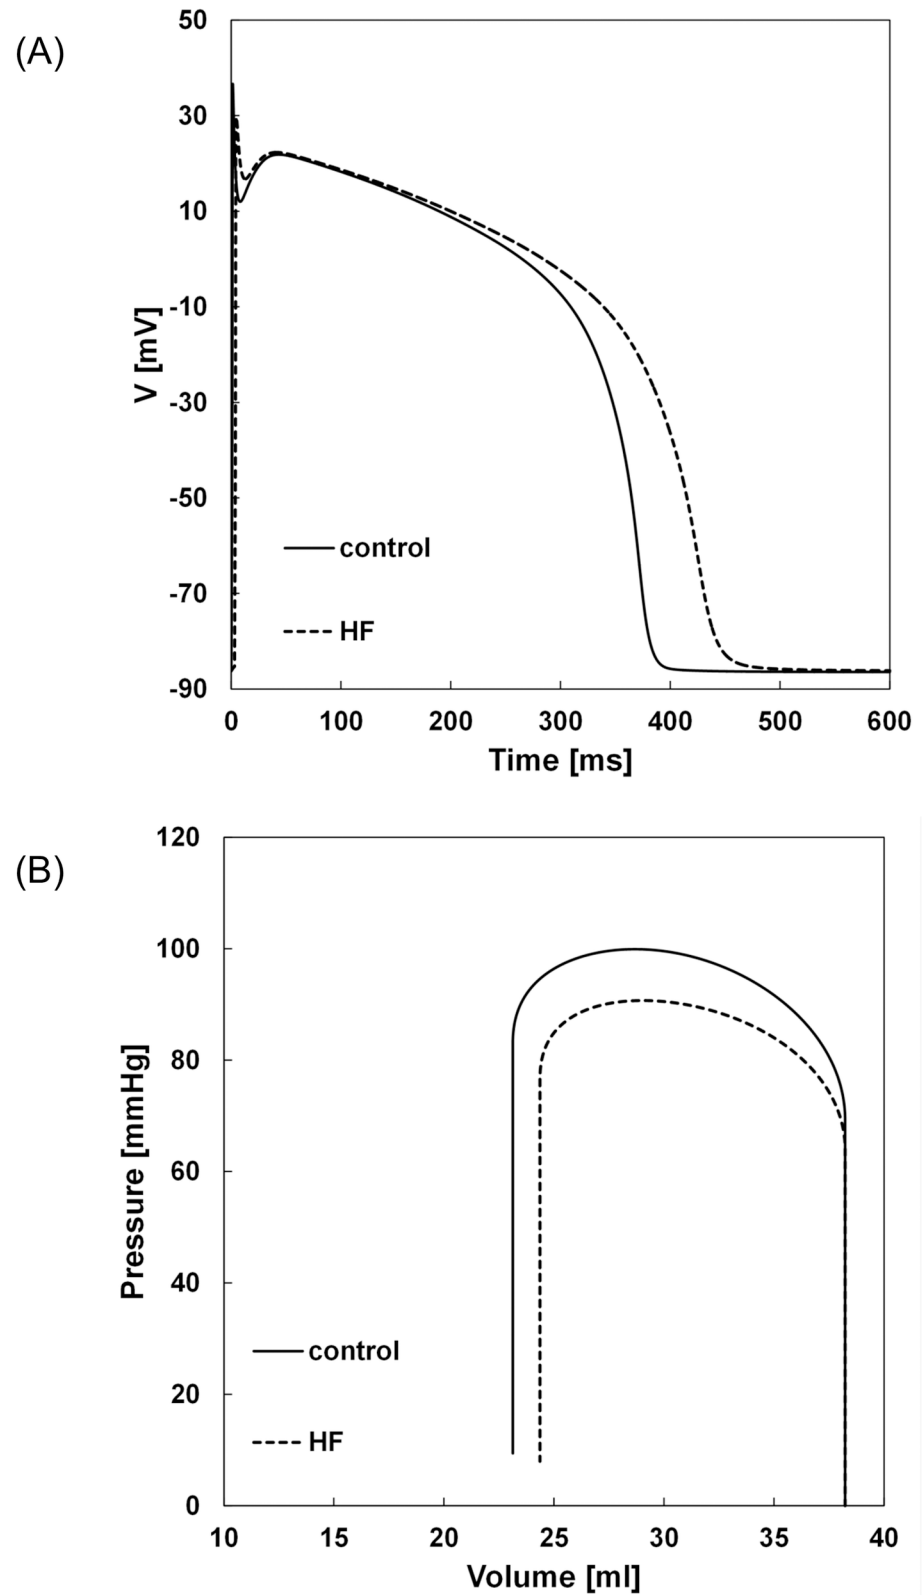 (A)
50
30
10
-10
-30
-50
-70
-90
V [mV]
control
HF
0 100 200 300 400 500 600
Time [ms]
(B)
120
100
80
60
40
20
0
Pressure [mmHg]
control
HF
10 15 20 25 30 35 40
Volume [ml]